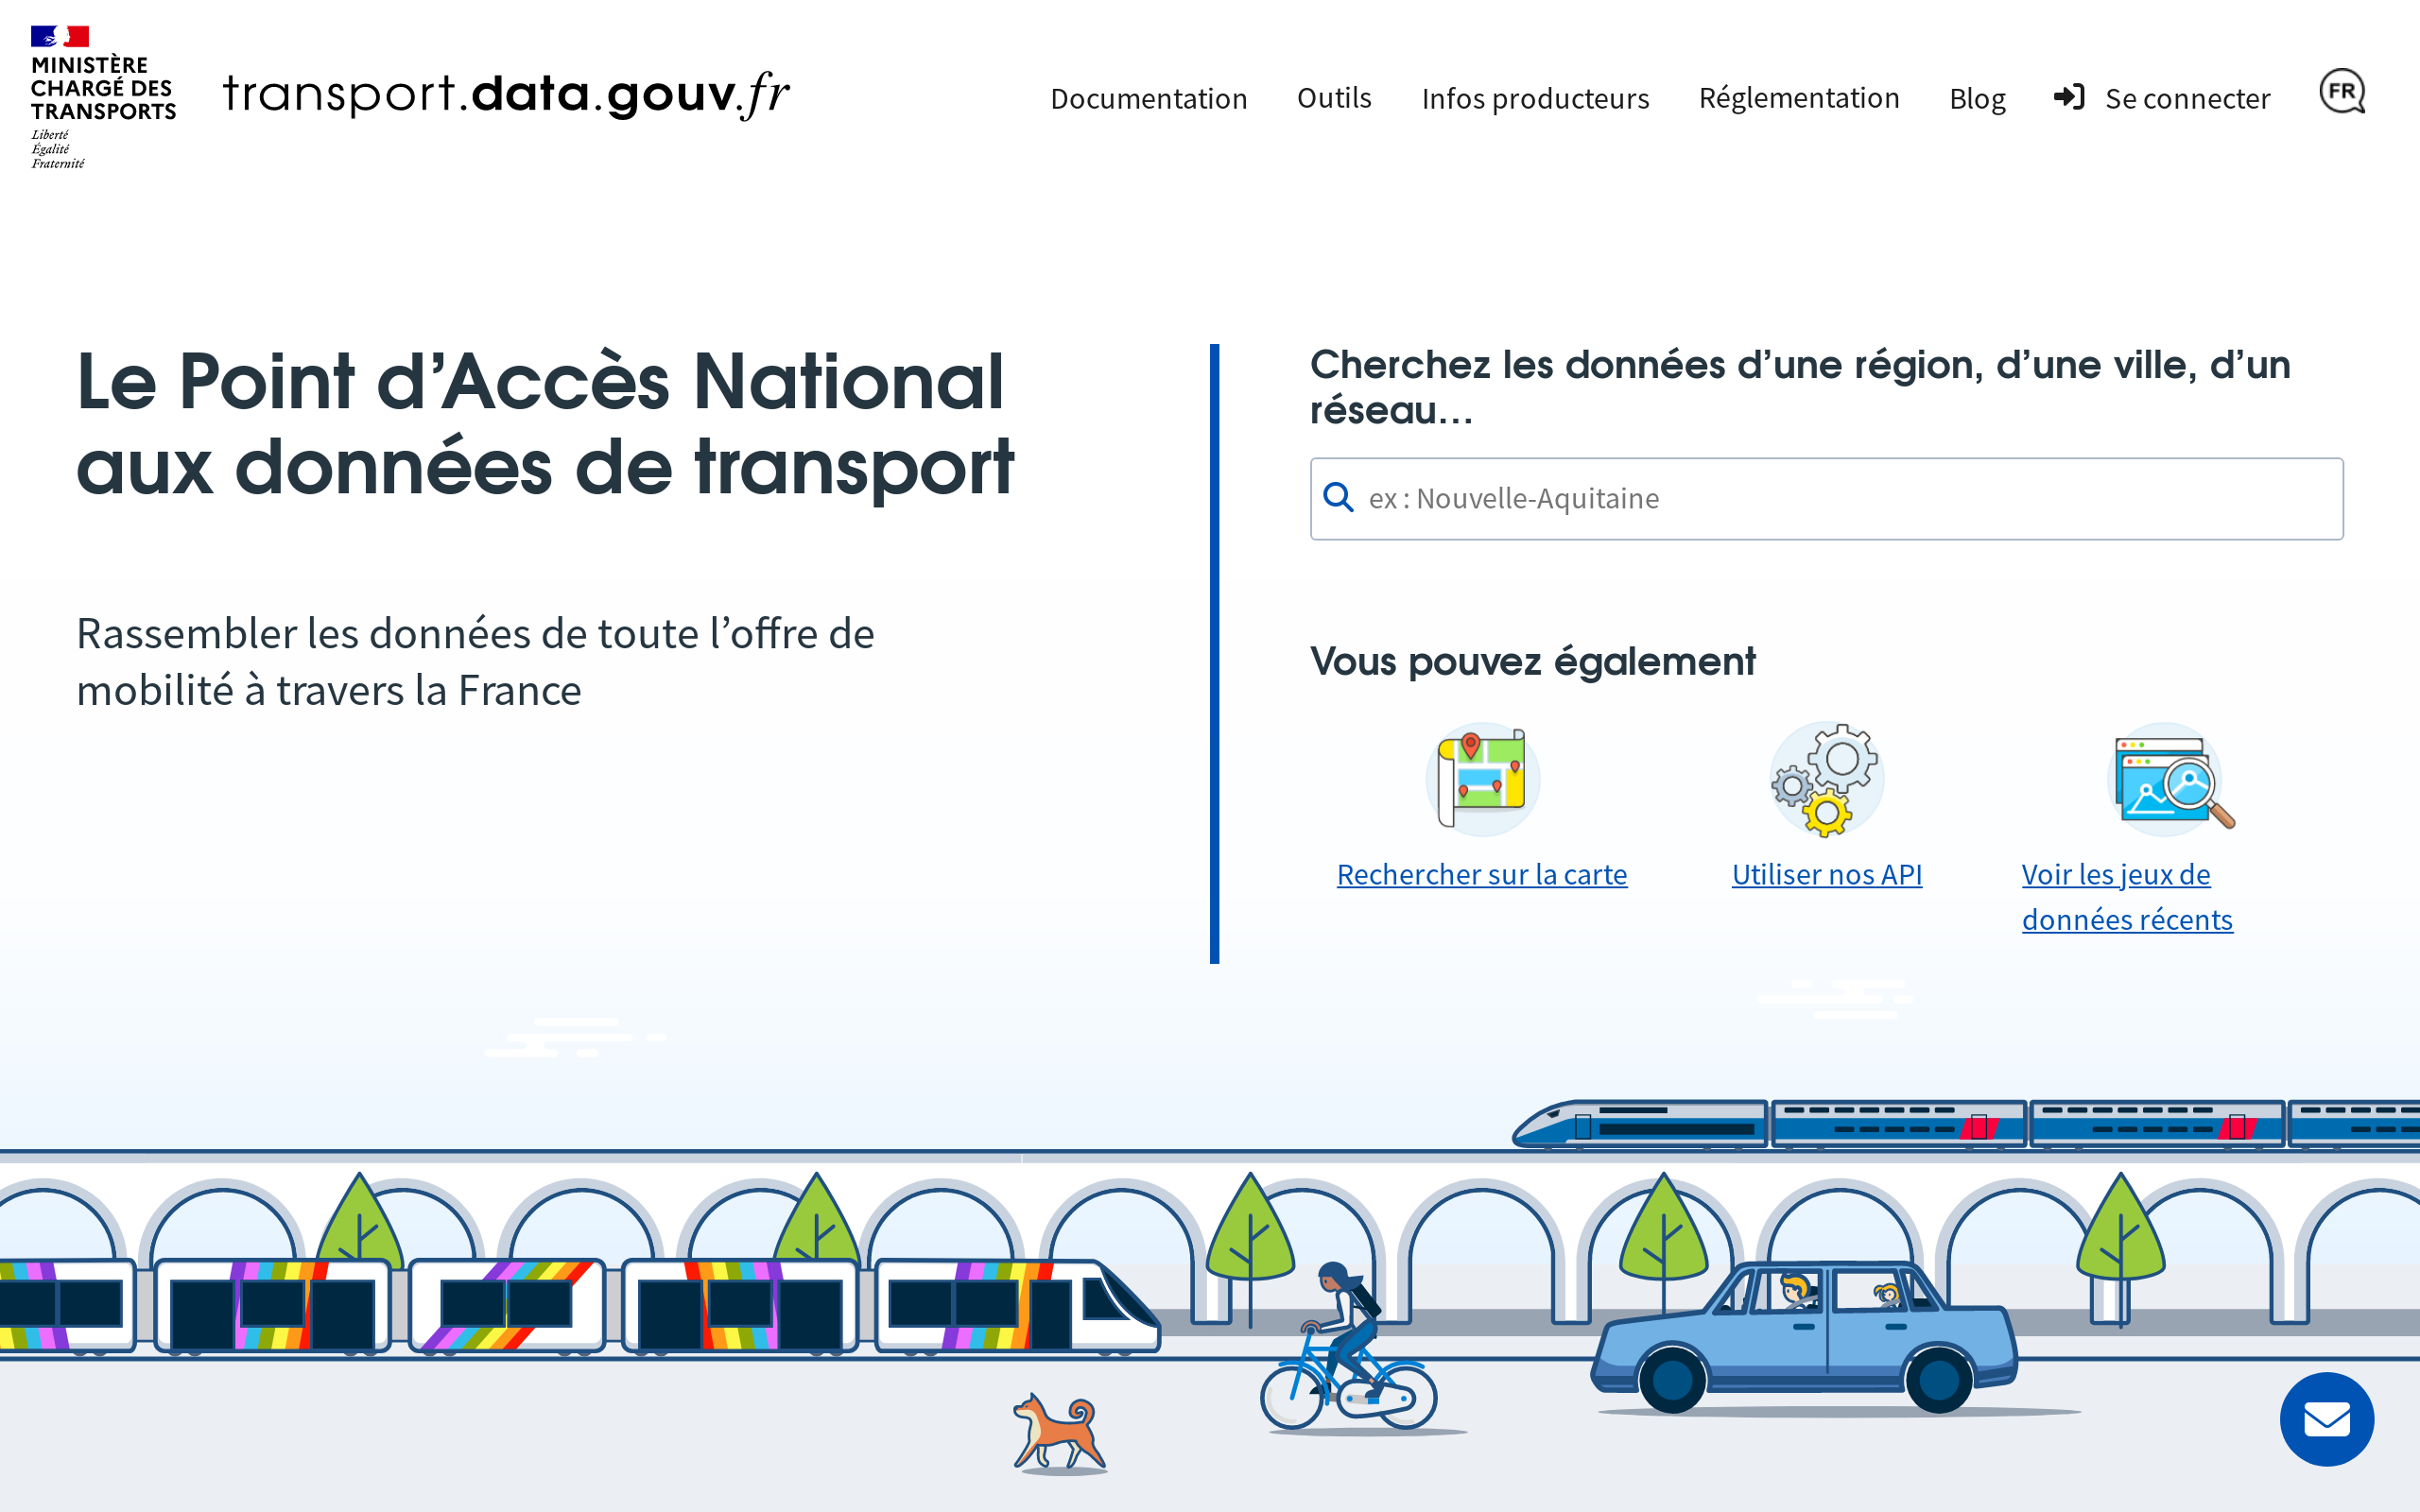 MINISTÈRE
CHARGÉ DES
TRANSPORTS
Liberté
Égalité
Fraternité
transport.data.gouv.fr
Documentation
Outils
Infos producteurs
Réglementation
Blog
Se connecter
FR
Le Point d’Accès National
aux données de transport
Rassembler les données de toute l’offre de
mobilité à travers la France
Cherchez les données d’une région, d’une ville, d’un
réseau…
ex : Nouvelle-Aquitaine
Vous pouvez également
Rechercher sur la carte
Utiliser nos API
Voir les jeux de
données récents